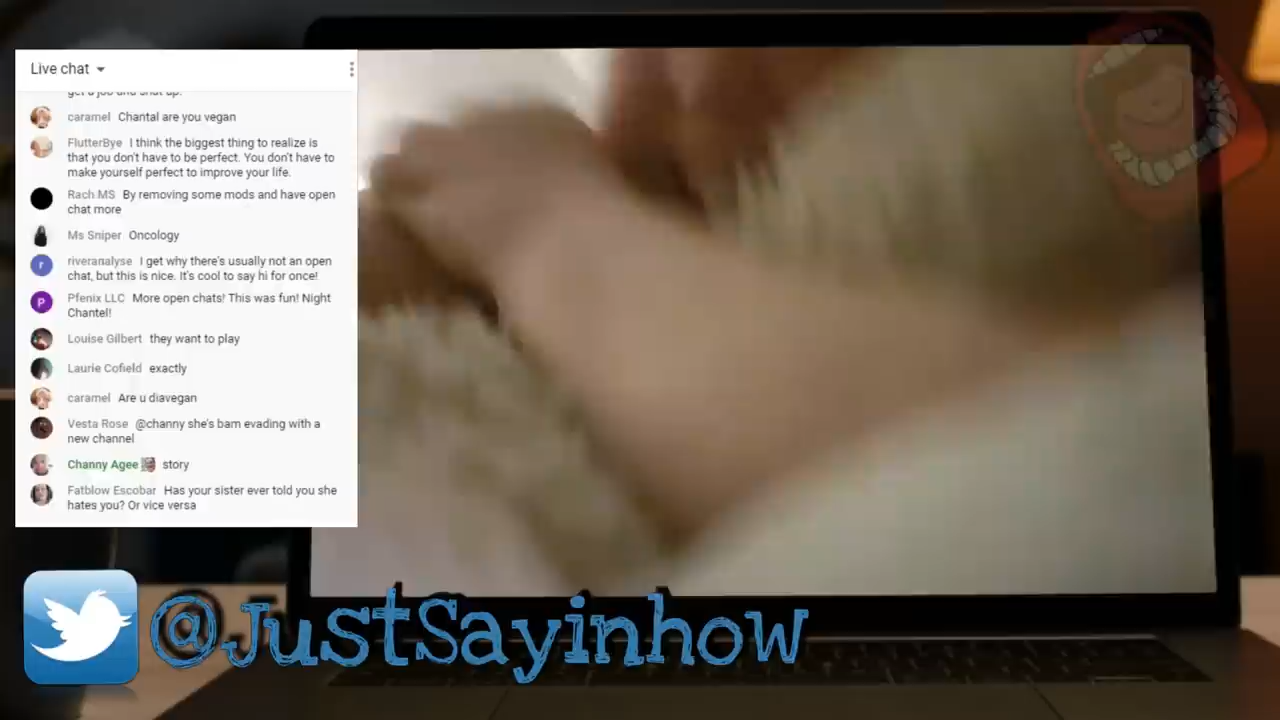 Live chat
get a job and shut up.
caramel Chantal are you vegan
FlutterBye I think the biggest thing to realize is
that you don't have to be perfect. You don't have to
make yourself perfect to improve your life.
Rach MS By removing some mods and have open
chat more
Ms Sniper Oncology
riveranalyse I get why there's usually not an open
chat, but this is nice. It's cool to say hi for once!
r
Pfenix LLC More open chats! This was fun! Night
Chantel!
P
Louise Gilbert they want to play
Laurie Cofield exactly
caramel Are u diavegan
Vesta Rose @channy she's bam evading with a
new channel
Channy Agee story
Fatblow Escobar Has your sister ever told you she
hates you? Or vice versa
@JustSayinhow